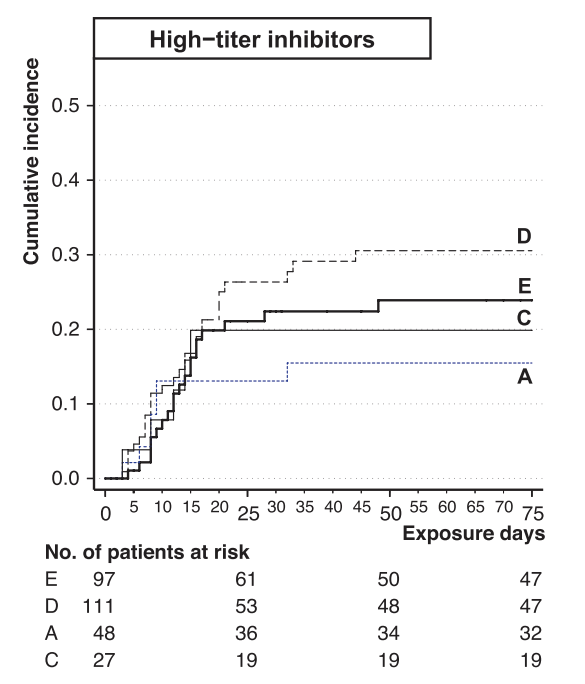 High−titer inhibitors
Cumulative incidence
0.5
0.4
0.3
0.2
0.1
0.0
D
E
C
A
0 5 10 15 20 25 30 35 40 45 50 55 60 65 70 75
Exposure days
No. of patients at risk
E 97 61 50 47
D 111 53 48 47
A 48 36 34 32
C 27 19 19 19